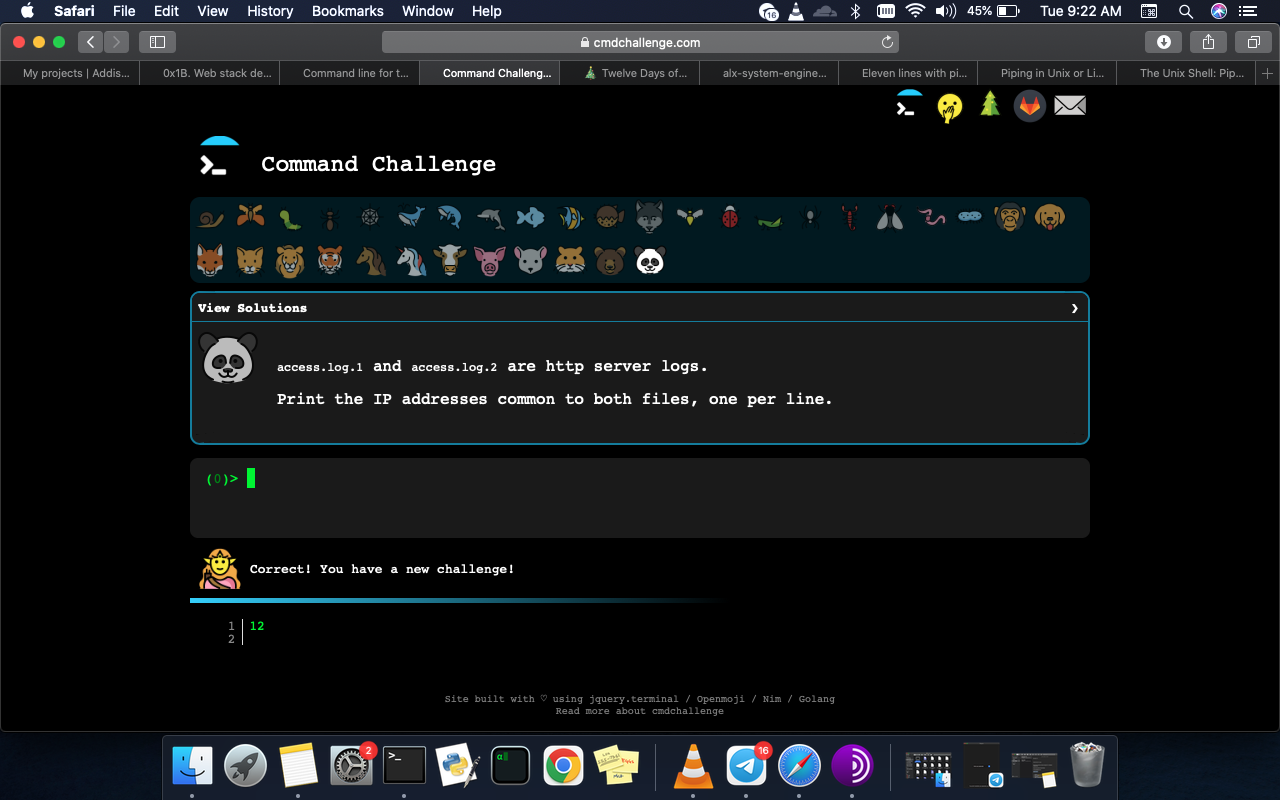 Safari File Edit View History Bookmarks Window Help 16 45% Tue 9:22 AM
cmdchallenge.com
My projects | Addis... 0x1B. Web stack de... Command line for t... Command Challeng... Twelve Days of... alx-system-engine... Eleven lines with pi... Piping in Unix or Li... The Unix Shell: Pip...
Command Challenge
View Solutions
access.log.1 and access.log.2 are http server logs.
Print the IP addresses common to both files, one per line.
(0)>
Correct! You have a new challenge!
1 12
2
Site built with ♡ using jquery.terminal / Openmoji / Nim / Golang
Read more about cmdchallenge
2 16